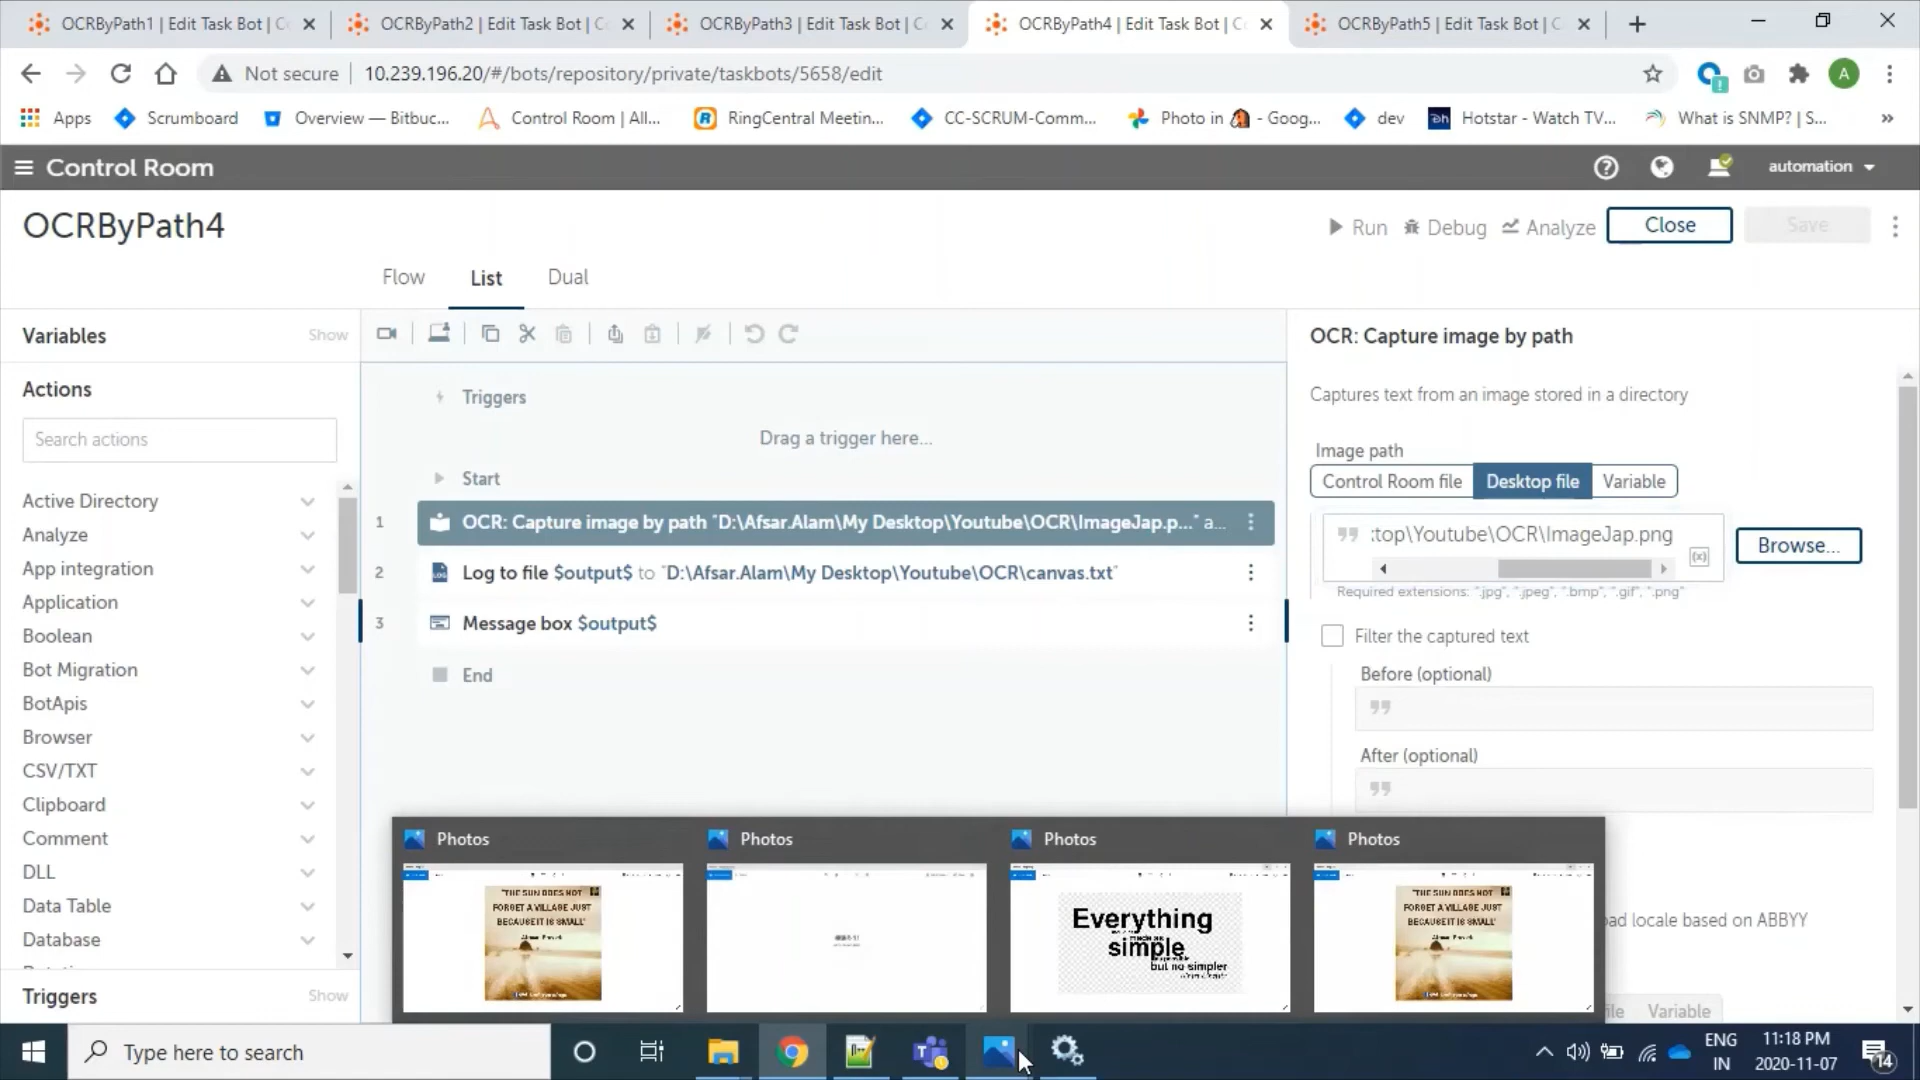 OCRByPath1 | Edit Task Bot | C
OCRByPath2 | Edit Task Bot | C
OCRByPath3 | Edit Task Bot | C
OCRByPath4 | Edit Task Bot | C
OCRByPath5 | Edit Task Bot | C
Not secure | 10.239.196.20/#/bots/repository/private/taskbots/5658/edit
A
Apps
Scrumboard
Overview — Bitbuc...
Control Room | All...
RingCentral Meetin...
CC-SCRUM-Comm...
Photo in - Goog...
dev
Hotstar - Watch TV...
What is SNMP? | S...
»
Control Room
automation
OCRByPath4
Run
Debug
Analyze
Close
Save
Flow
List
Dual
Variables
Show
Actions
Search actions
Active Directory
Analyze
App integration
Application
Boolean
Bot Migration
BotApis
Browser
CSV/TXT
Clipboard
Comment
DLL
Data Table
Database
Triggers
Show
Triggers
Drag a trigger here...
Start
1 OCR: Capture image by path "D:\Afsar.Alam\My Desktop\Youtube\OCR\ImageJap.p..." a...
2 Log to file $output$ to "D:\Afsar.Alam\My Desktop\Youtube\OCR\canvas.txt"
3 Message box $output$
End
OCR: Capture image by path
Captures text from an image stored in a directory
Image path
Control Room file
Desktop file
Variable
:top\Youtube\OCR\ImageJap.png
(x)
Browse...
Required extensions: ".jpg", ".jpeg", ".bmp", ".gif", ".png"
Filter the captured text
Before (optional)
After (optional)
ad locale based on ABBYY
ile
Variable
Photos
Photos
Photos
Photos
"THE SUN DOES NOT
FORGET A VILLAGE JUST
BECAUSE IT IS SMALL"
Everything
simple
but no simpler
"THE SUN DOES NOT
FORGET A VILLAGE JUST
BECAUSE IT IS SMALL"
Type here to search
ENG
IN
11:18 PM
2020-11-07
14